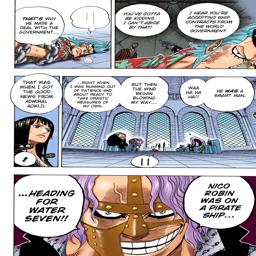 I HEAR YOU'RE
ACCEPTING SHIP
CONTRACTS FROM
THE WORLD
GOVERNMENT.
YOU'VE GOTTA
BE KIDDING,
I CAN'T ABIDE
BY THAT!
THAT'S WHY
HE MADE A
DEAL WITH THE
GOVERNMENT...
HE WAS A
SMART MAN.
WAA
HA HA
HA!!
BUT THEN
THE WIND
BEGAN
BLOWING
MY WAY...
...RIGHT WHEN
I WAS RUNNING OUT
OF PATIENCE AND
ABOUT READY TO
TAKE DRASTIC
MEASURES OF
MY OWN.
THAT WAS
WHEN I GOT
THE GOOD
NEWS FROM
ADMIRAL
AOKIJI.
!
!!
NICO
ROBIN
WAS ON
A PIRATE
SHIP...
...HEADING
FOR
WATER
SEVEN!!